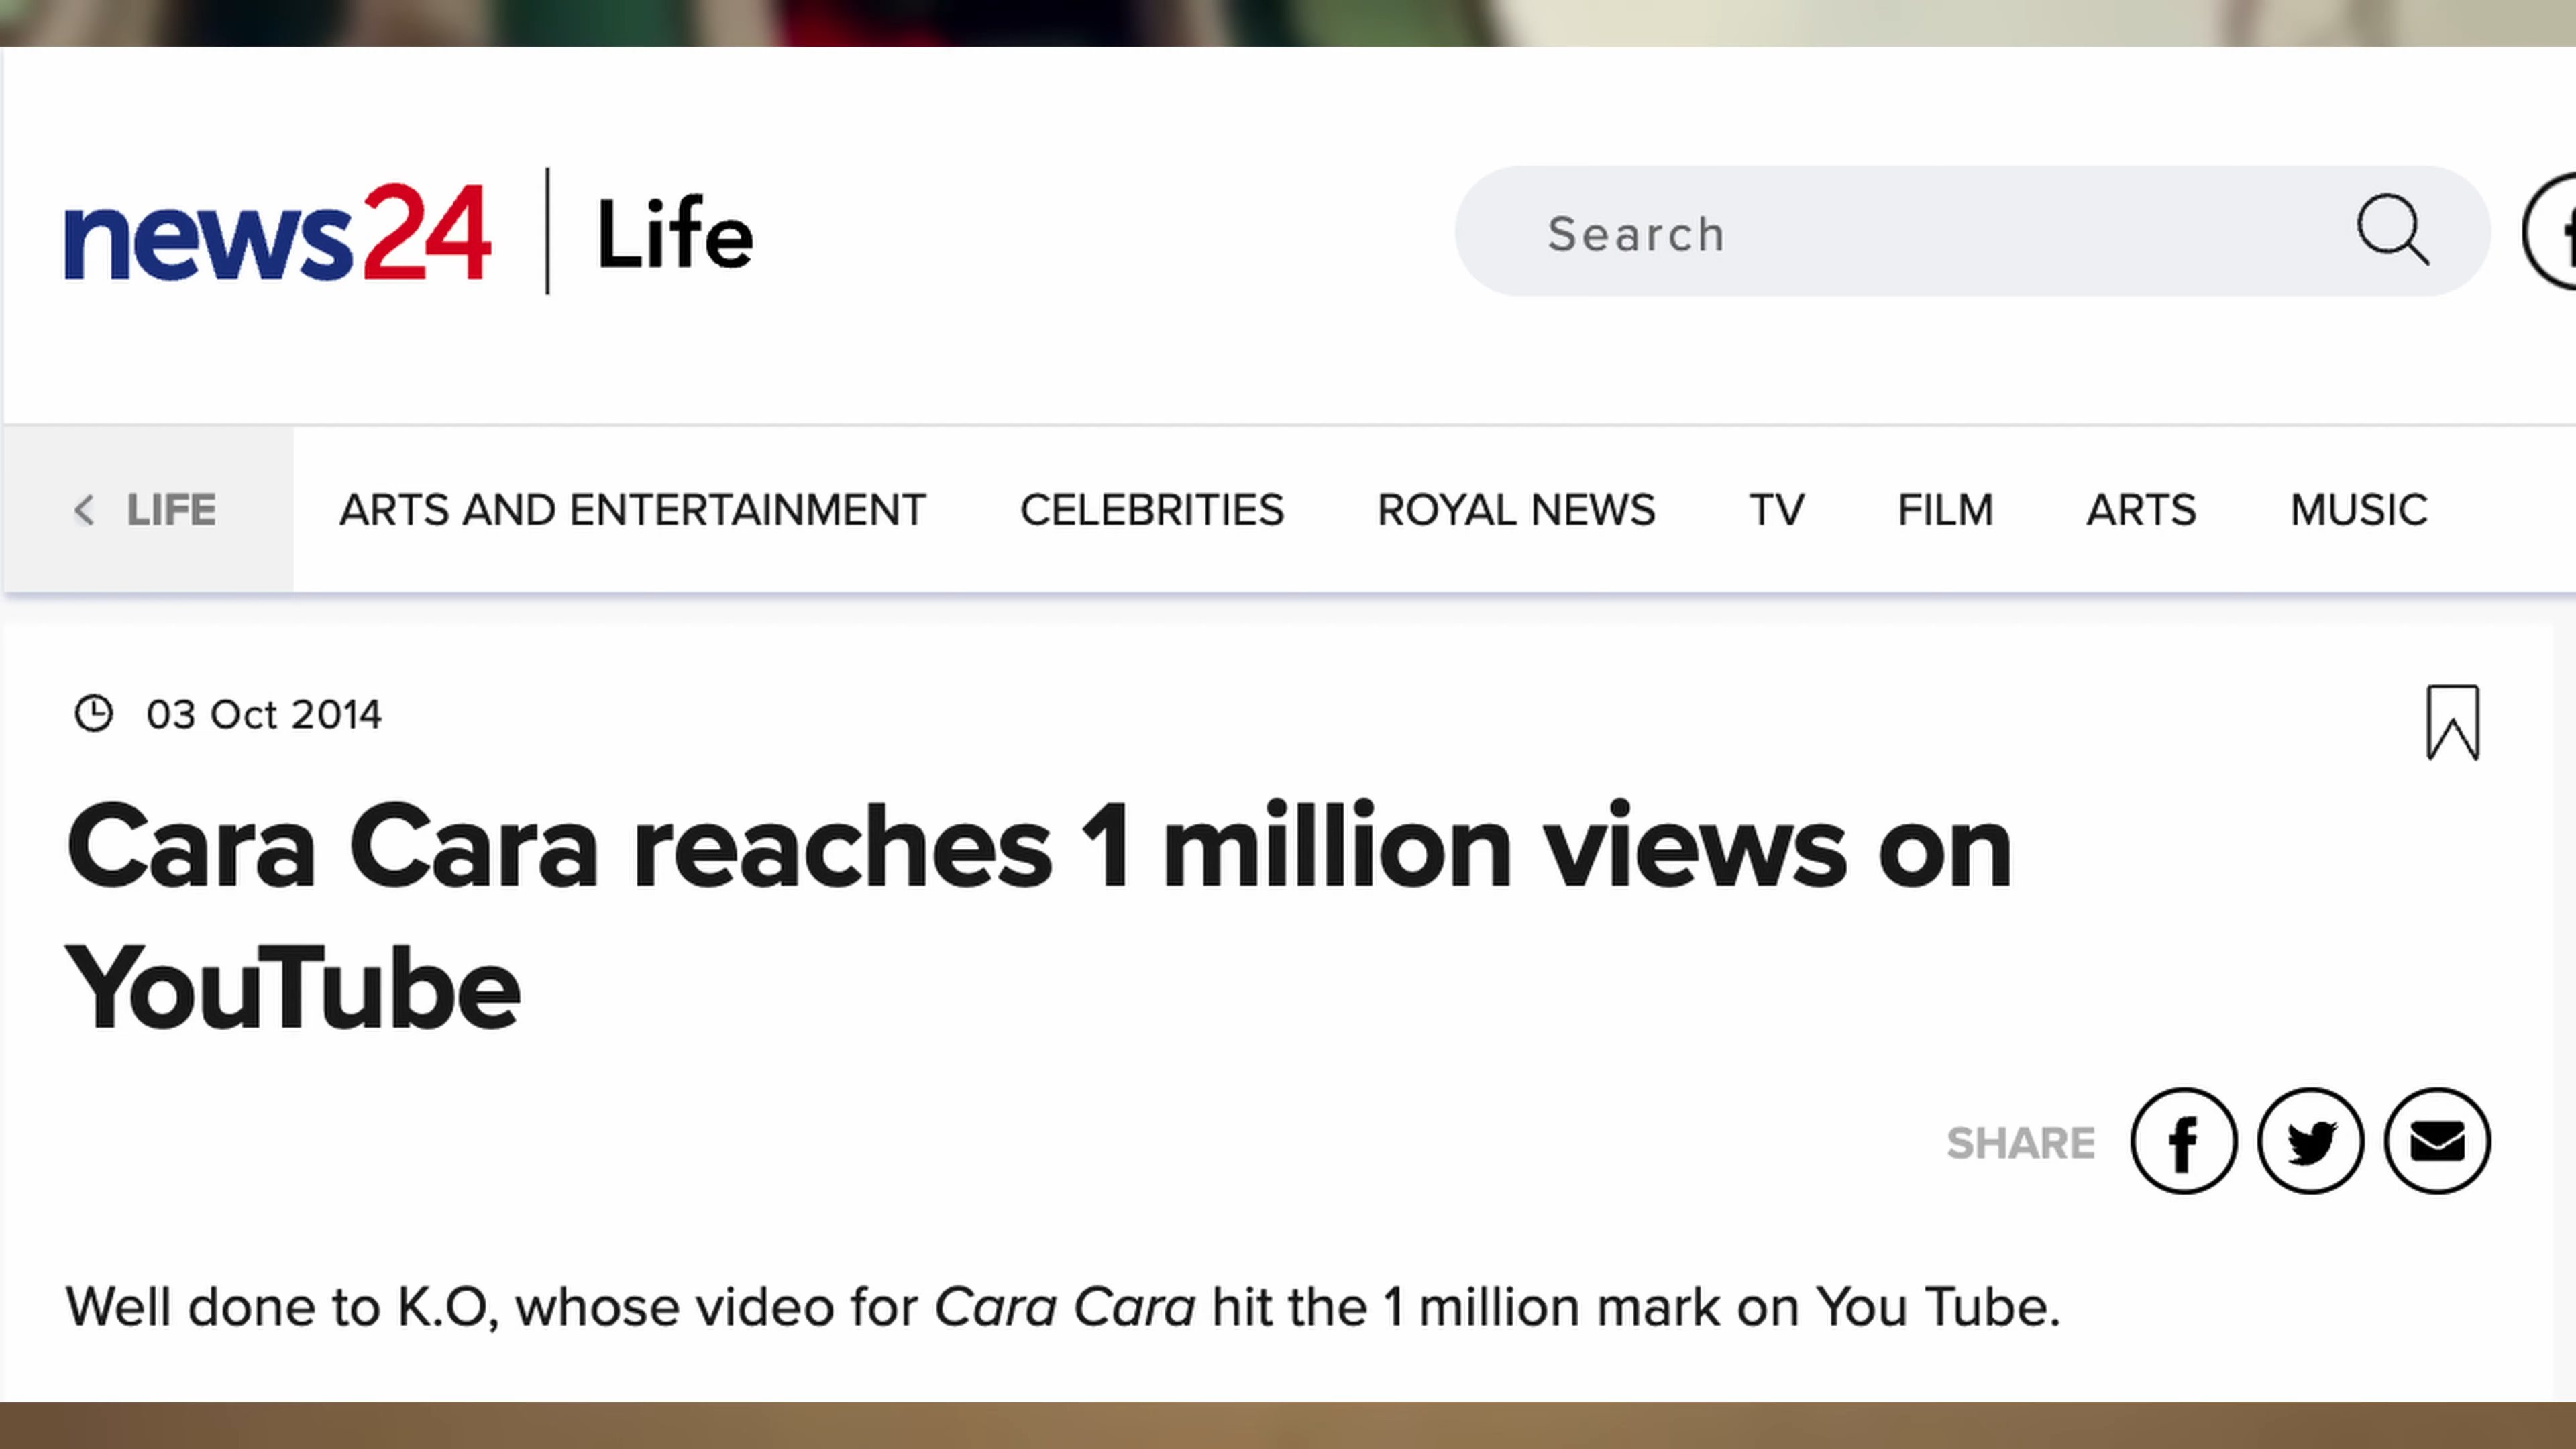 news24 | Life
Search
LIFE ARTS AND ENTERTAINMENT CELEBRITIES ROYAL NEWS TV FILM ARTS MUSIC
03 Oct 2014
Cara Cara reaches 1 million views on
YouTube
SHARE
Well done to K.O, whose video for Cara Cara hit the 1 million mark on You Tube.